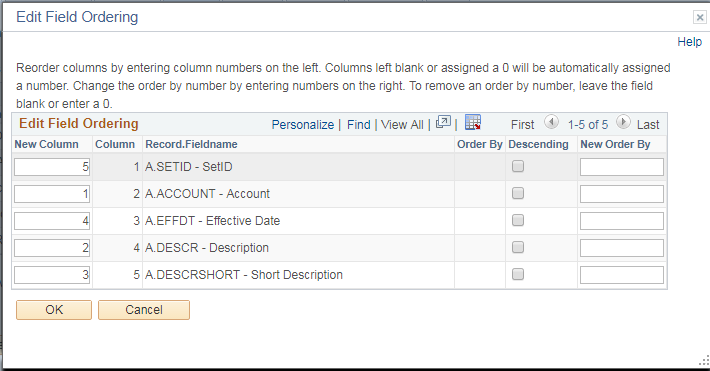 Edit Field Ordering
Help
Reorder columns by entering column numbers on the left. Columns left blank or assigned a 0 will be automatically assigned
a number. Change the order by number by entering numbers on the right. To remove an order by number, leave the field
blank or enter a 0.
Edit Field Ordering Personalize | Find | View All | | First 1-5 of 5 Last
New Column Column Record.Fieldname Order By Descending New Order By
5 1 A.SETID - SetID
1 2 A.ACCOUNT - Account
4 3 A.EFFDT - Effective Date
2 4 A.DESCR - Description
3 5 A.DESCRSHORT - Short Description
OK Cancel